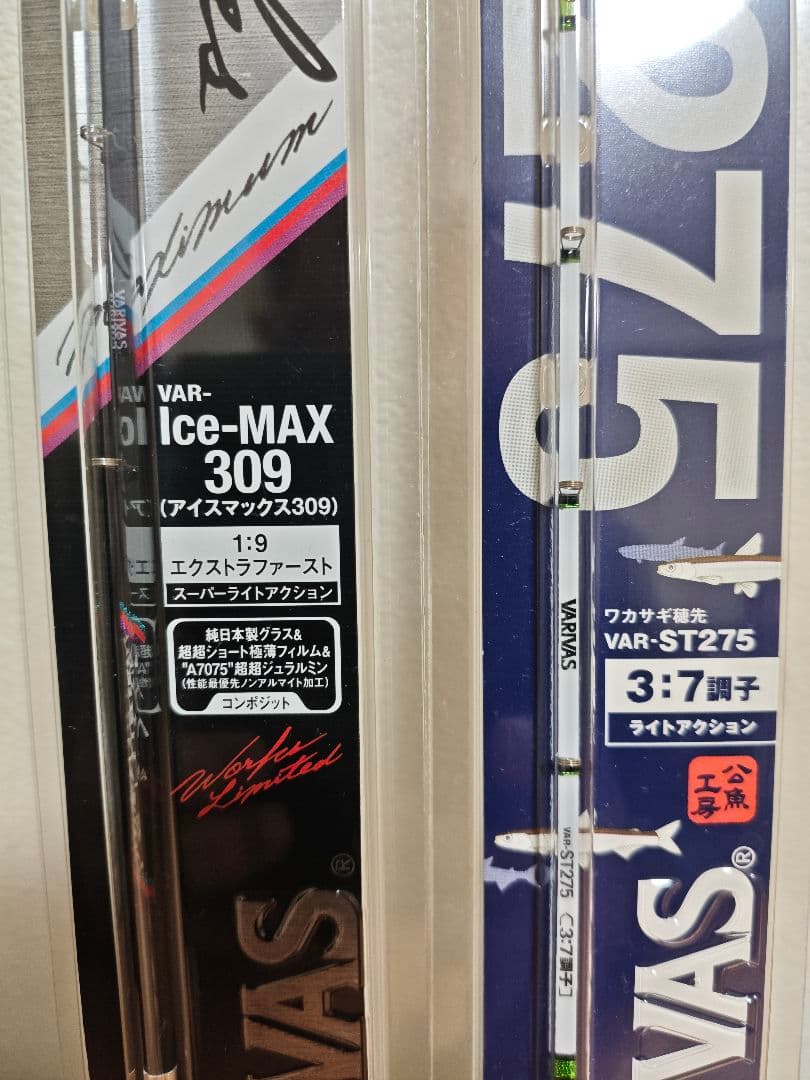 Maximum
VARIVAS
VAR-
Ice-MAX
309
(アイスマックス309)
1:9
エクストラファースト
スーパーライトアクション
純日本製グラス&
超超ショート極薄フィルム&
"A7075"超超ジュラルミン
(性能最優先ノンアルマイト加工)
コンポジット
Works
Limited
VAS®
275
ワカサギ穂先
VAR-ST275
3:7調子
ライトアクション
公魚
工房
VARIVAS
VAR-ST275 [3:7調子]
VAS®